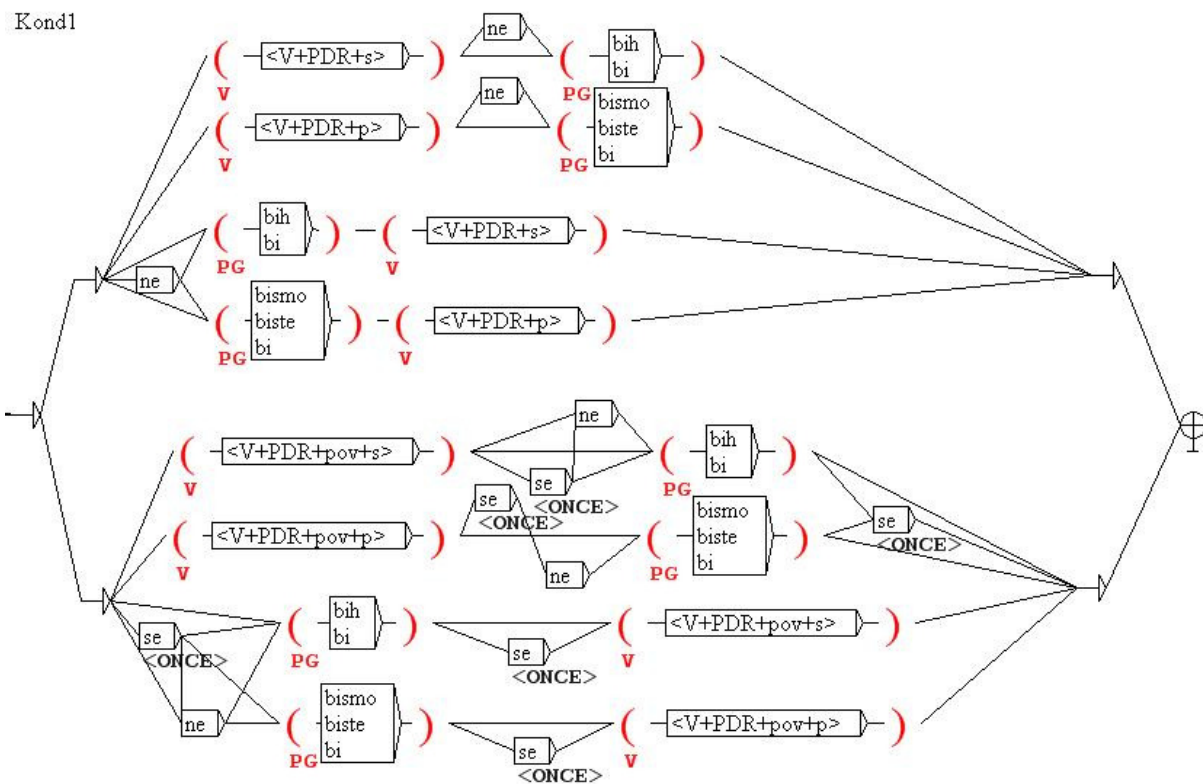 Kond1
ne
( <V+PDR+s> ) ( bih )
bi
V PG
ne
( <V+PDR+p> ) ( bismo )
biste
bi
V PG
( bih ) ( <V+PDR+s> )
bi
PG V
ne
( bismo ) ( <V+PDR+p> )
biste
bi
PG V
ne
( <V+PDR+pov+s> ) ( bih )
bi
V se PG
<ONCE>
se
<ONCE>
( <V+PDR+pov+p> ) ( bismo )
biste
bi
se
<ONCE>
V ne PG
( bih ) ( <V+PDR+pov+s> )
bi
se
<ONCE>
PG se V
<ONCE>
ne
( bismo ) ( <V+PDR+pov+p> )
biste
bi
PG se V
<ONCE>